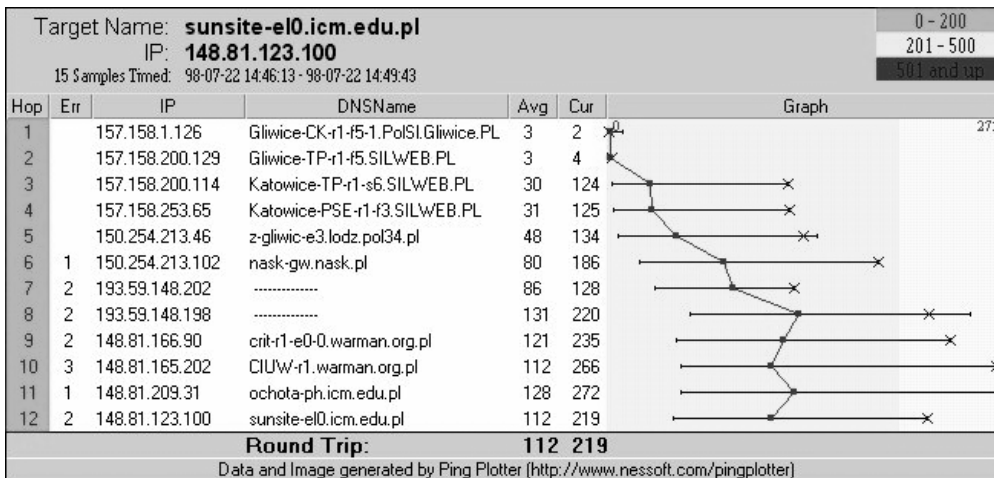 Target Name: sunsite-el0.icm.edu.pl
IP: 148.81.123.100
15 Samples Timed: 98-07-22 14:46:13 - 98-07-22 14:49:43
0 - 200
201 - 500
501 and up
Hop Err IP DNSName Avg Cur Graph
0 27
1 157.158.1.126 Gliwice-CK-r1-f5-1.PolSl.Gliwice.PL 3 2
2 157.158.200.129 Gliwice-TP-r1-f5.SILWEB.PL 3 4
3 157.158.200.114 Katowice-TP-r1-s6.SILWEB.PL 30 124
4 157.158.253.65 Katowice-PSE-r1-f3.SILWEB.PL 31 125
5 150.254.213.46 z-gliwic-e3.lodz.pol34.pl 48 134
6 1 150.254.213.102 nask-gw.nask.pl 80 186
7 2 193.59.148.202 ------------- 86 128
8 2 193.59.148.198 ------------- 131 220
9 2 148.81.166.90 crit-r1-e0-0.warman.org.pl 121 235
10 3 148.81.165.202 CIUW-r1.warman.org.pl 112 266
11 1 148.81.209.31 ochota-ph.icm.edu.pl 128 272
12 2 148.81.123.100 sunsite-el0.icm.edu.pl 112 219
Round Trip: 112 219
Data and Image generated by Ping Plotter (http://www.nessoft.com/pingplotter)